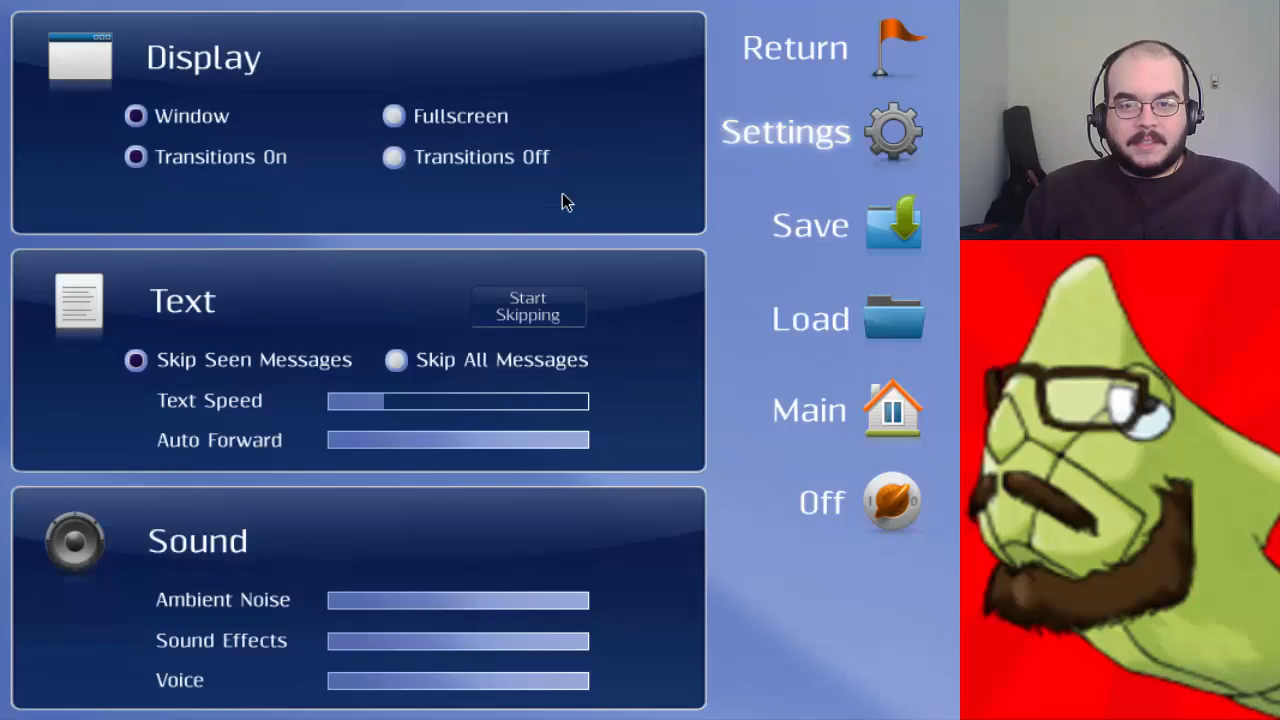 Display
Window
Fullscreen
Transitions On
Transitions Off
Text
Start
Skipping
Skip Seen Messages
Skip All Messages
Text Speed
Auto Forward
Sound
Ambient Noise
Sound Effects
Voice
Return
Settings
Save
Load
Main
Off